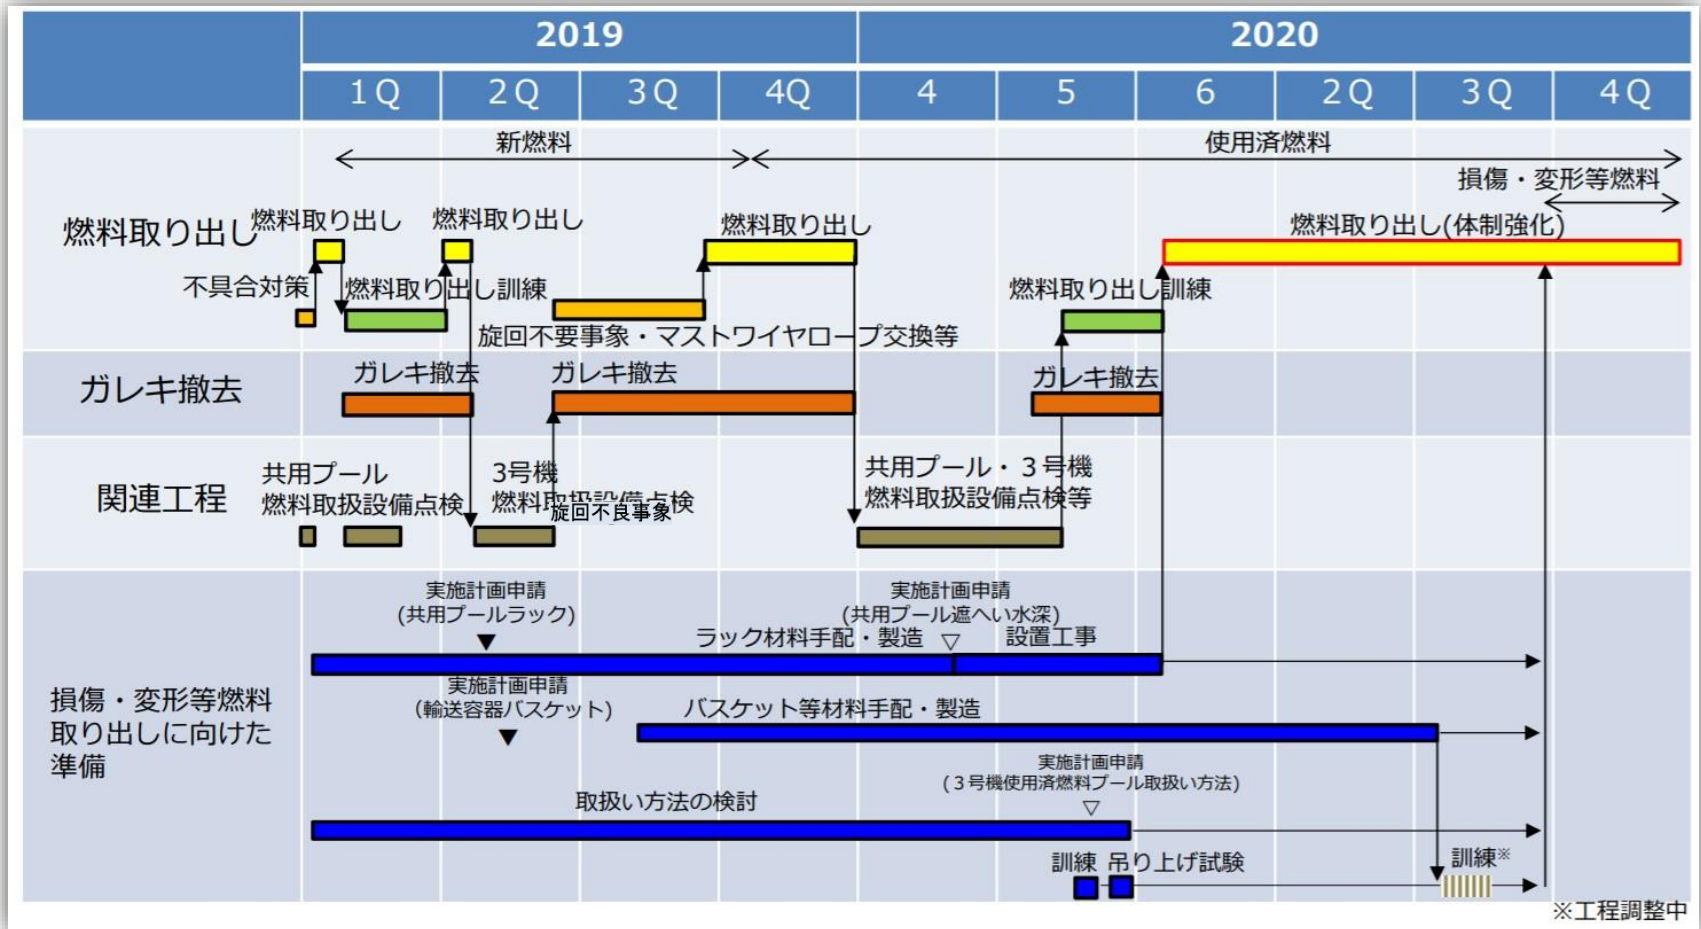 2019
2020
1Q
2Q
3Q
4Q
4
5
6
2Q
3Q
4Q
新燃料
使用済燃料
損傷・変形等燃料
燃料取り出し
燃料取り出し
燃料取り出し
燃料取り出し
燃料取り出し(体制強化)
不具合対策
燃料取り出し訓練
燃料取り出し訓練
旋回不要事象・マストワイヤロープ交換等
ガレキ撤去
ガレキ撤去
ガレキ撤去
ガレキ撤去
関連工程
共用プール
燃料取扱設備点検
3号機
燃料取扱設備点検
旋回不良事象
共用プール・3号機
燃料取扱設備点検等
損傷・変形等燃料
取り出しに向けた
準備
実施計画申請
(共用プールラック)
▼
実施計画申請
(共用プール遮へい水深)
ラック材料手配・製造
▽
設置工事
実施計画申請
(輸送容器バスケット)
▼
バスケット等材料手配・製造
実施計画申請
(3号機使用済燃料プール取扱い方法)
▽
取扱い方法の検討
訓練
吊り上げ試験
訓練※
※工程調整中